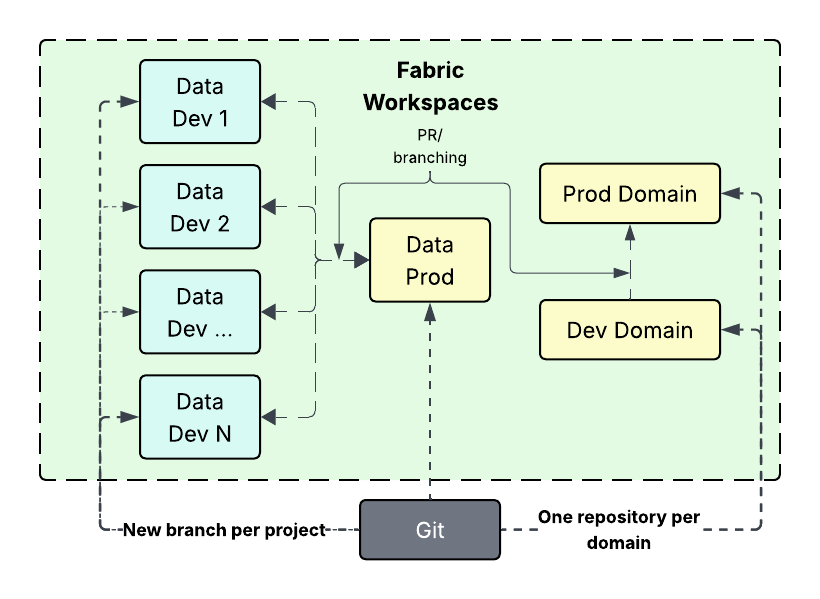 Fabric
Workspaces
PR/
branching
Data
Dev 1
Data
Dev 2
Data
Dev ...
Data
Dev N
Data
Prod
Prod Domain
Dev Domain
New branch per project
Git
One repository per
domain